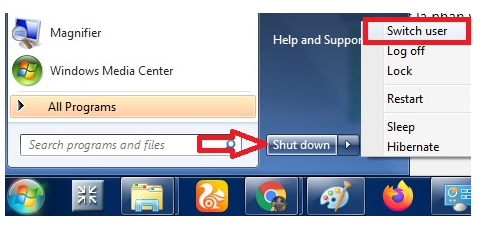 Magnifier
Windows Media Center
All Programs
Search programs and files
Help and Suppor
Shut down
Switch user
Log off
Lock
Restart
Sleep
Hibernate